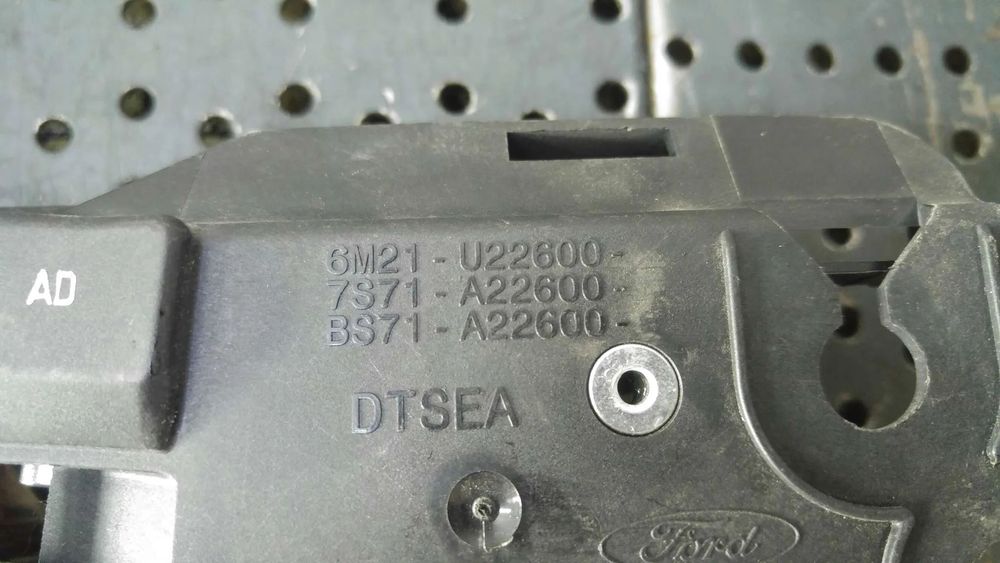 6M21-U22600-
7S71-A22600-
BS71-A22600-
AD
DTSEA
Ford